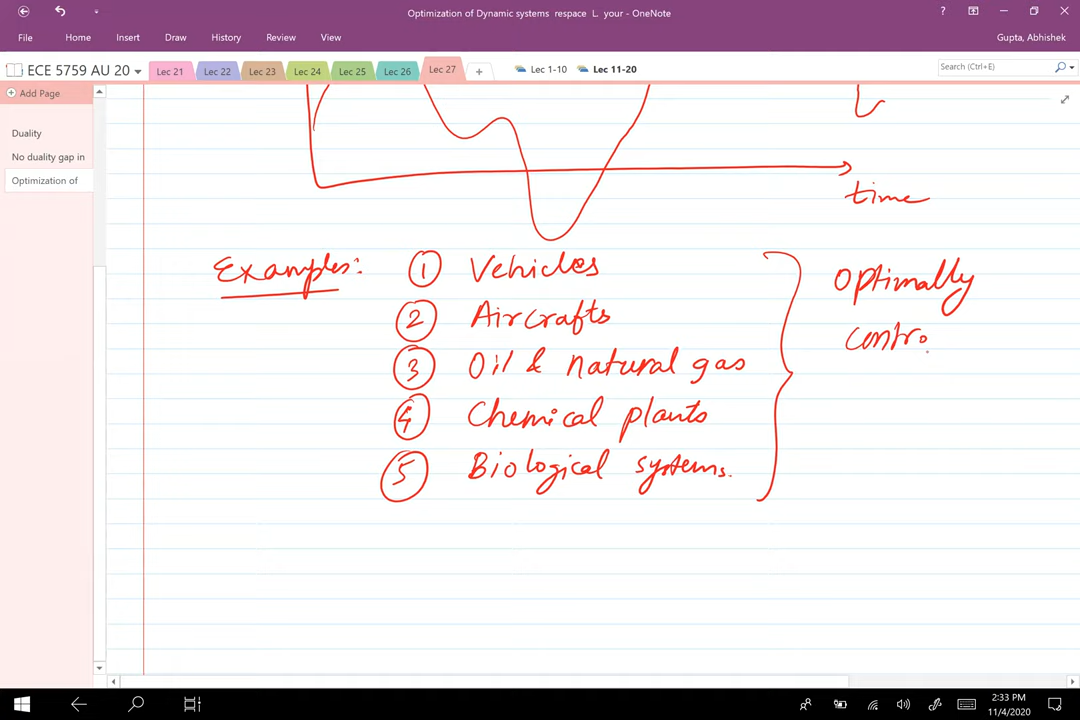 Optimization of Dynamic systems respace L. your - OneNote
?
File Home Insert Draw History Review View
Gupta, Abhishek
ECE 5759 AU 20
Lec 21 Lec 22 Lec 23 Lec 24 Lec 25 Lec 26 Lec 27 + Lec 1-10 Lec 11-20
Search (Ctrl+E)
Add Page
Duality
No duality gap in
Optimization of
time
Examples: 1 Vehicles
2 Aircrafts
3 Oil & natural gas
4 Chemical plants
5 Biological systems.
Optimally
contro
2:33 PM
11/4/2020